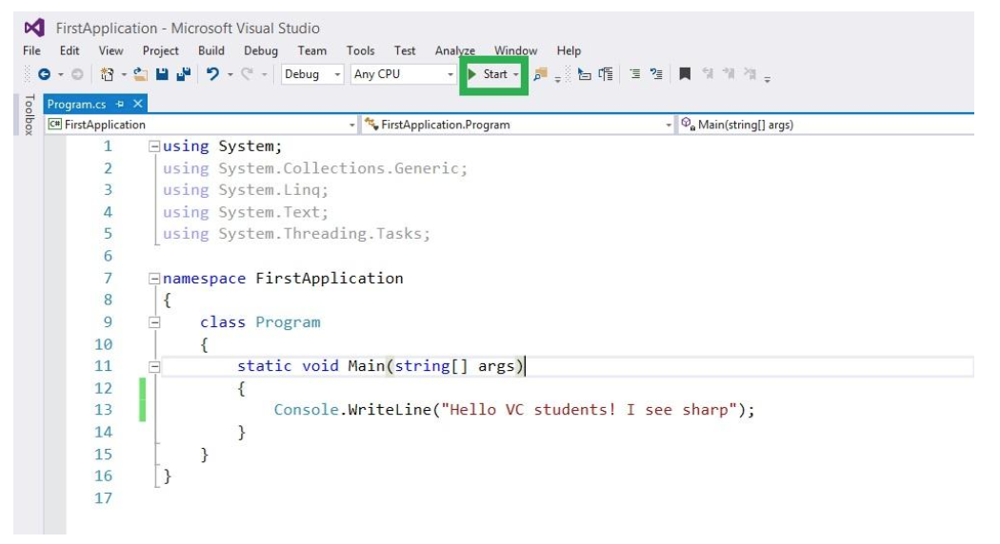 FirstApplication - Microsoft Visual Studio
File Edit View Project Build Debug Team Tools Test Analyze Window Help
Debug Any CPU Start
Toolbox
Program.cs
C# FirstApplication FirstApplication.Program Main(string[] args)
1 using System;
2 using System.Collections.Generic;
3 using System.Linq;
4 using System.Text;
5 using System.Threading.Tasks;
6
7 namespace FirstApplication
8 {
9 class Program
10 {
11 static void Main(string[] args)
12 {
13 Console.WriteLine("Hello VC students! I see sharp");
14 }
15 }
16 }
17